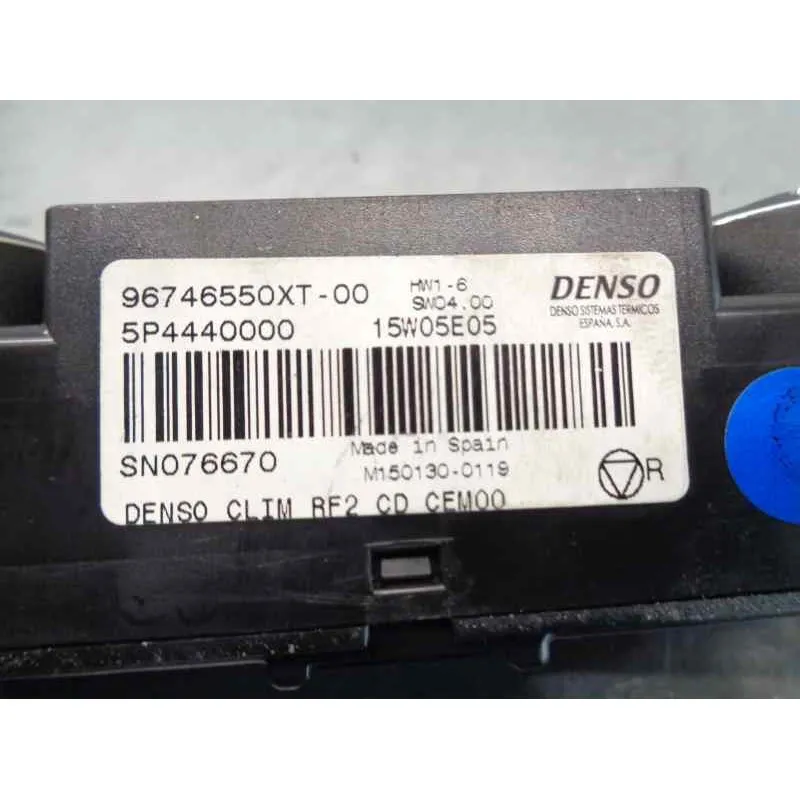 96746550XT-00 HW1-6 DENSO
SW04.00 DENSO SISTEMAS TERMICOS
5P4440000 15W05E05 ESPAÑA, S.A.
Made in Spain
SN076670 M150130-0119
R
DENSO CLIM RF2 CD CEM00